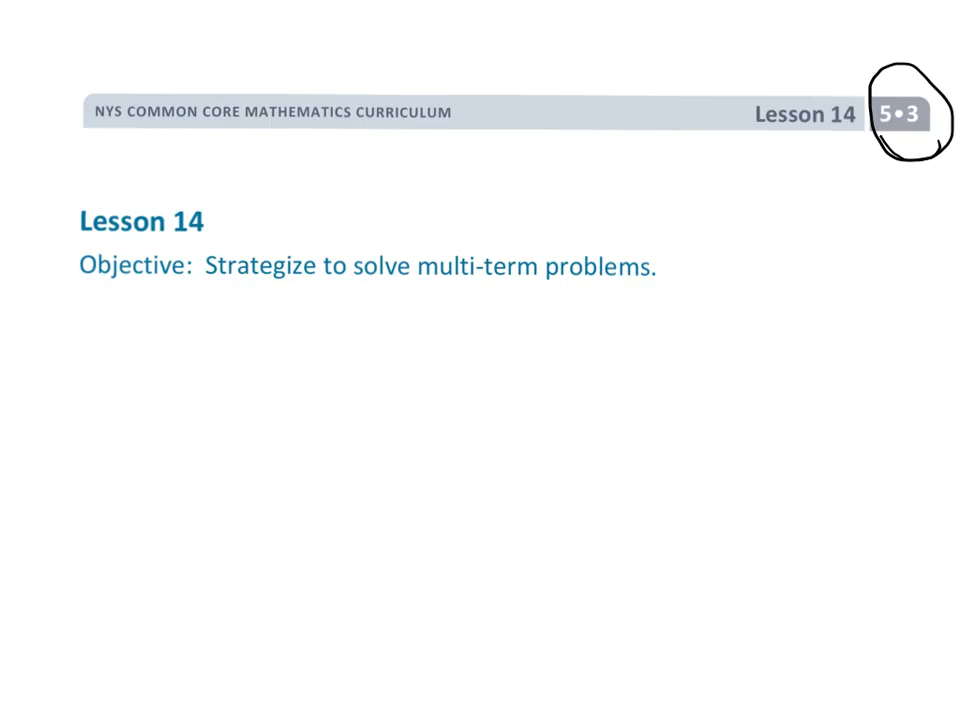 NYS COMMON CORE MATHEMATICS CURRICULUM Lesson 14 5•3
Lesson 14
Objective: Strategize to solve multi-term problems.